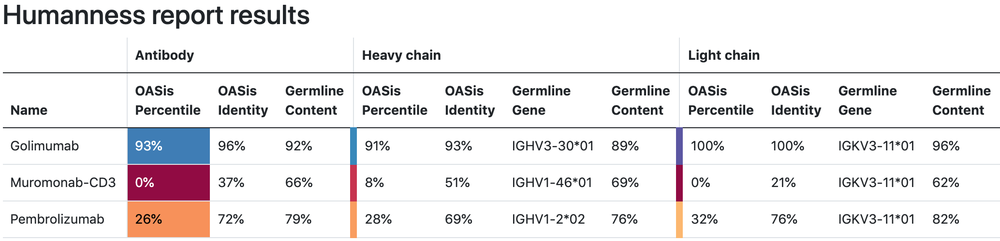 Humanness report results
Antibody Heavy chain Light chain
OASis OASis Germline OASis OASis Germline Germline OASis OASis Germline Germline
Name Percentile Identity Content Percentile Identity Gene Content Percentile Identity Gene Content
Golimumab 93% 96% 92% 91% 93% IGHV3-30*01 89% 100% 100% IGKV3-11*01 96%
Muromonab-CD3 0% 37% 66% 8% 51% IGHV1-46*01 69% 0% 21% IGKV3-11*01 62%
Pembrolizumab 26% 72% 79% 28% 69% IGHV1-2*02 76% 32% 76% IGKV3-11*01 82%